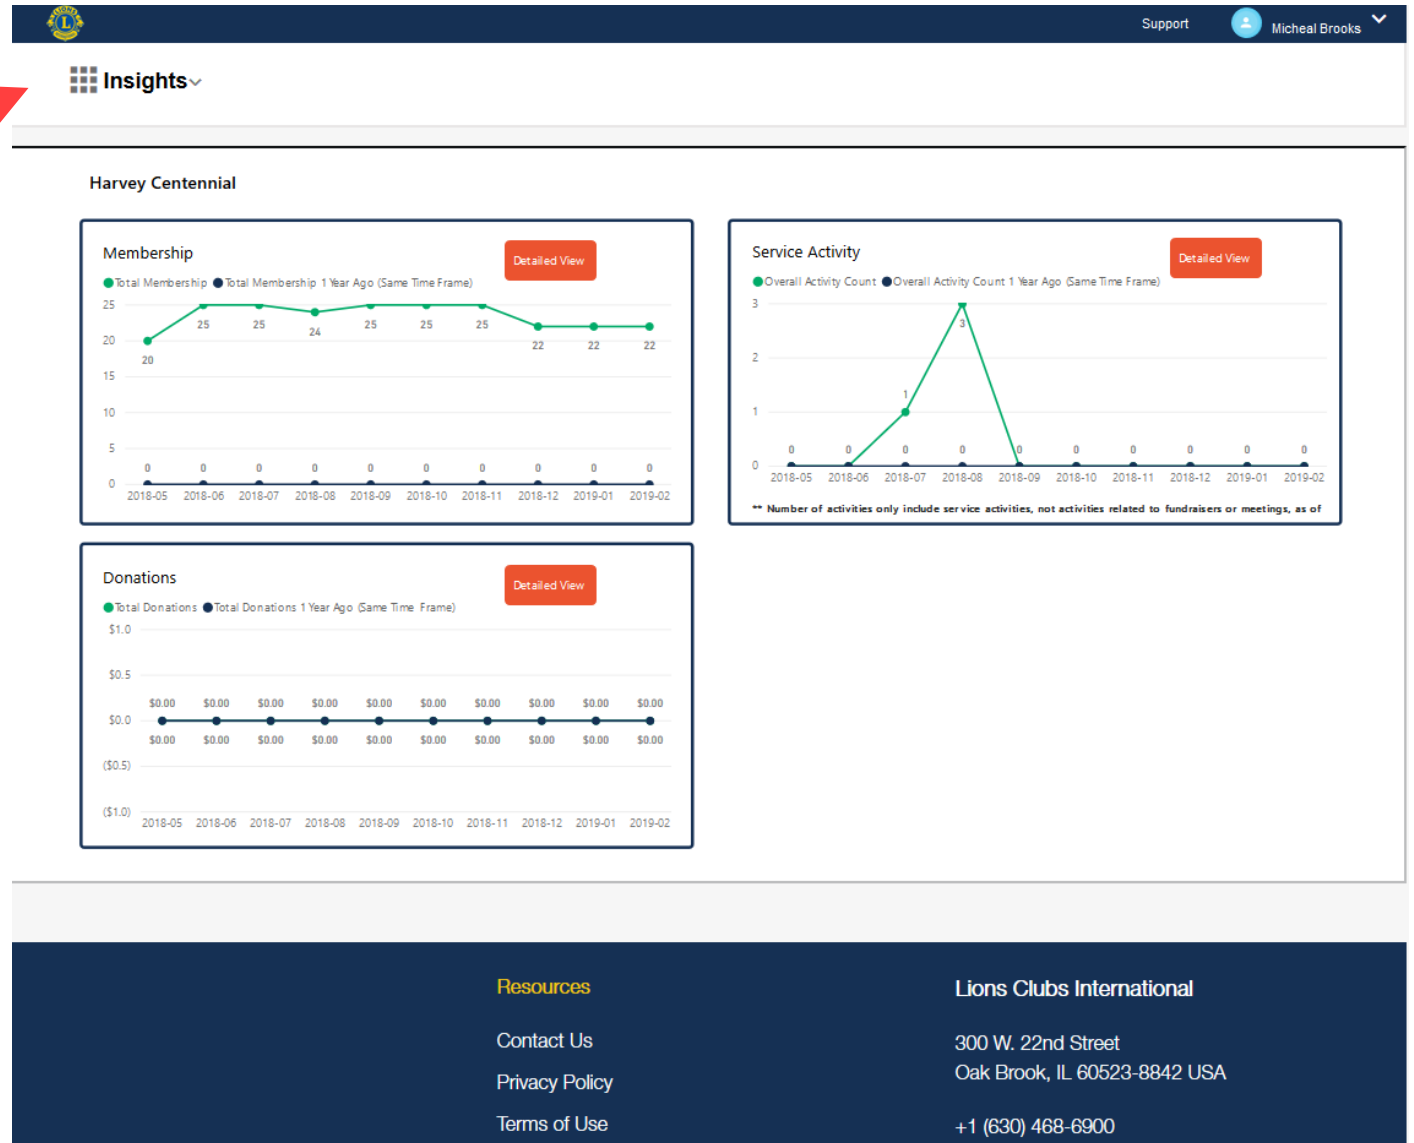 Support
Micheal Brooks
Insights
Harvey Centennial
Membership
Detailed View
Total Membership Total Membership 1 Year Ago (Same Time Frame)
25
20
15
10
5
0
20
25
25
24
25
25
25
22
22
22
0 0 0 0 0 0 0 0 0 0
2018-05 2018-06 2018-07 2018-08 2018-09 2018-10 2018-11 2018-12 2019-01 2019-02
Service Activity
Detailed View
Overall Activity Count Overall Activity Count 1 Year Ago (Same Time Frame)
3
2
1
0
1
3
0 0 0 0 0 0 0 0 0 0
2018-05 2018-06 2018-07 2018-08 2018-09 2018-10 2018-11 2018-12 2019-01 2019-02
** Number of activities only include service activities, not activities related to fundraisers or meetings, as of
Donations
Detailed View
Total Donations Total Donations 1 Year Ago (Same Time Frame)
$1.0
$0.5
$0.0
($0.5)
($1.0)
$0.00 $0.00 $0.00 $0.00 $0.00 $0.00 $0.00 $0.00 $0.00 $0.00
$0.00 $0.00 $0.00 $0.00 $0.00 $0.00 $0.00 $0.00 $0.00 $0.00
2018-05 2018-06 2018-07 2018-08 2018-09 2018-10 2018-11 2018-12 2019-01 2019-02
Resources
Contact Us
Privacy Policy
Terms of Use
Lions Clubs International
300 W. 22nd Street
Oak Brook, IL 60523-8842 USA
+1 (630) 468-6900